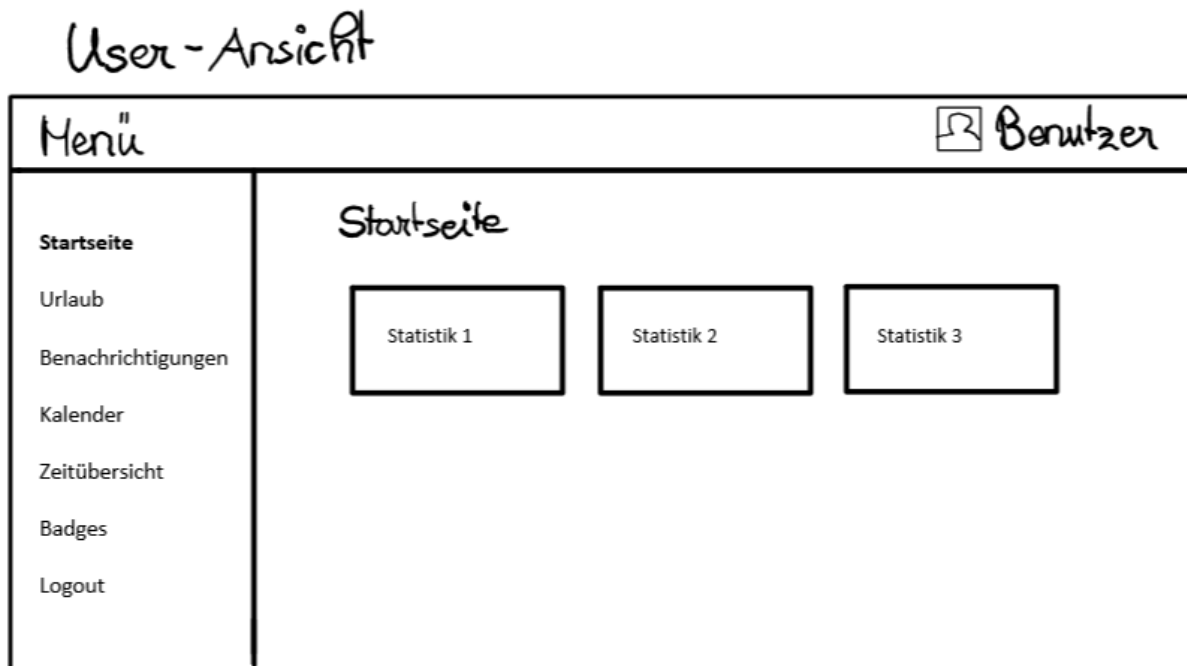 User-Ansicht
Menü
Benutzer
Startseite
Urlaub
Benachrichtigungen
Kalender
Zeitübersicht
Badges
Logout
Startseite
Statistik 1
Statistik 2
Statistik 3